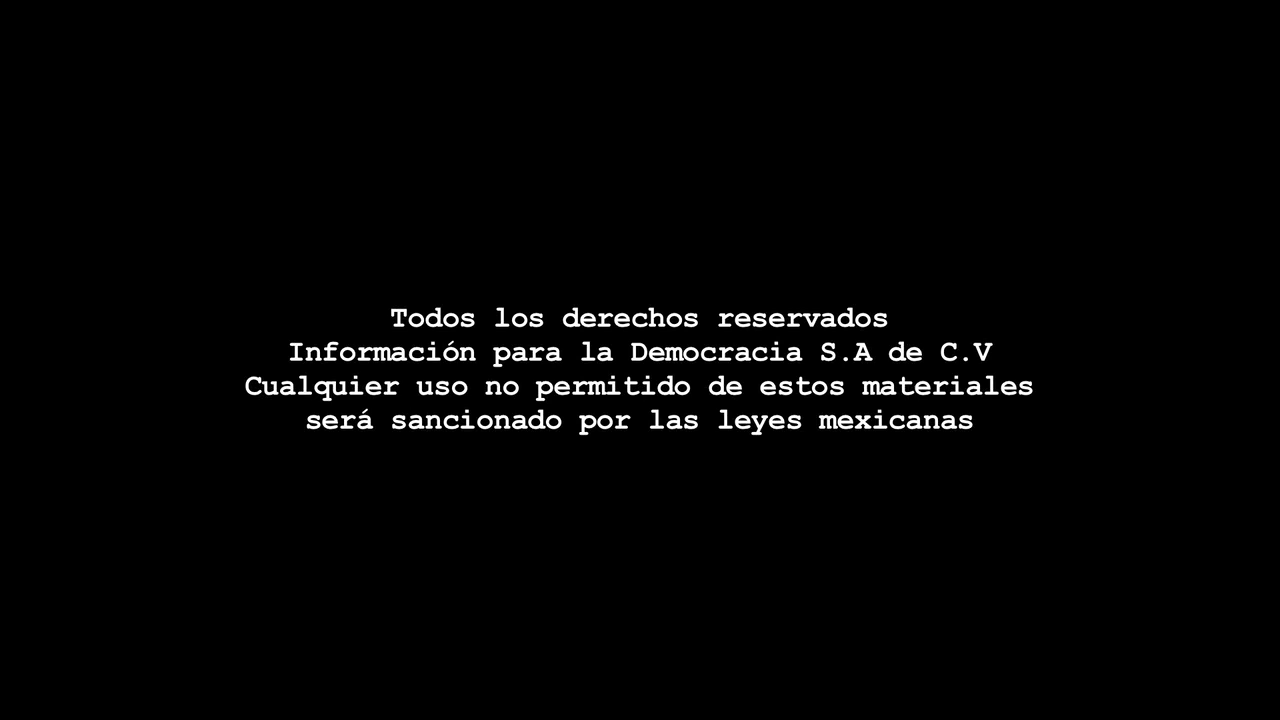 Todos los derechos reservados
Información para la Democracia S.A de C.V
Cualquier uso no permitido de estos materiales
será sancionado por las leyes mexicanas